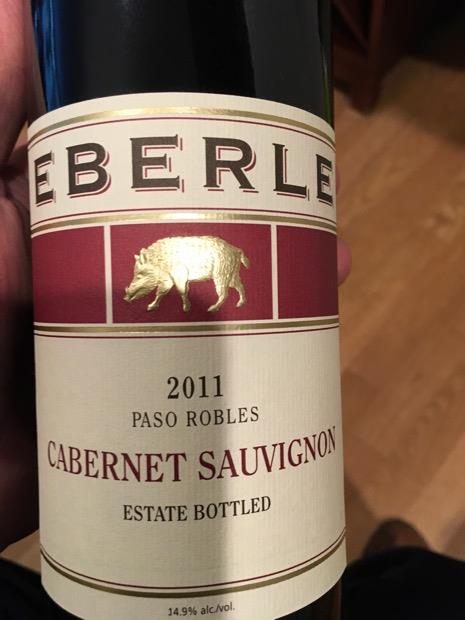 EBERLE
2011
PASO ROBLES
CABERNET SAUVIGNON
ESTATE BOTTLED
14.9% alc./vol.